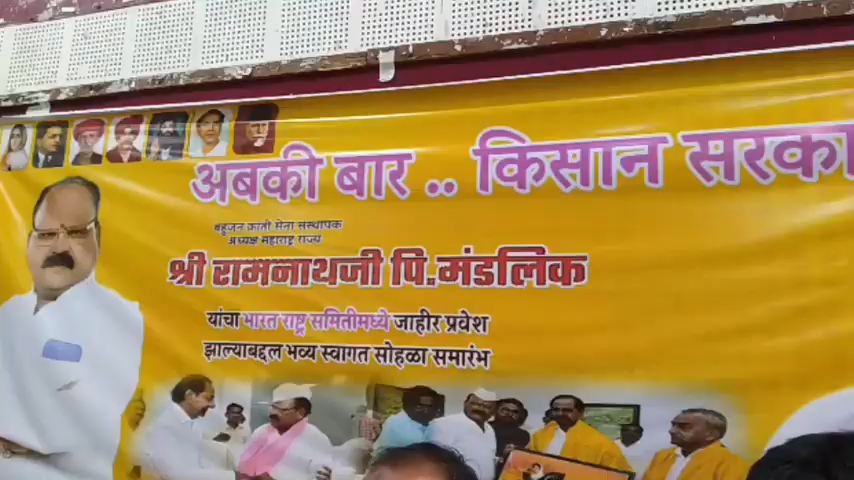 अबकी बार .. किसान सरका
बहुजन क्रांती सेना संस्थापक
अध्यक्ष महाराष्ट्र राज्य
श्री रामनाथजी पि.मंडलिक
यांचा भारत राष्ट्र समितीमध्ये जाहीर प्रवेश
झाल्याबद्दल भव्य स्वागत सोहळा समारंभ